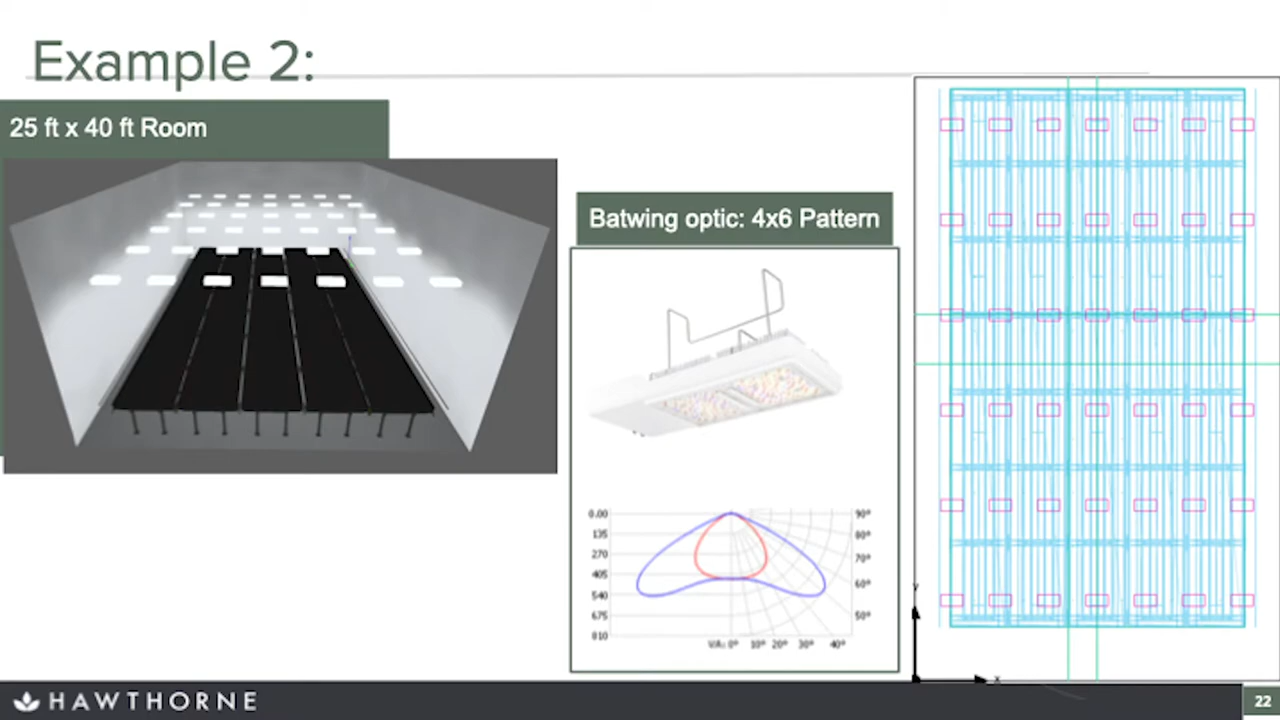 Example 2:
25 ft x 40 ft Room
Batwing optic: 4x6 Pattern
0.00
135
270
405
540
675
810
90°
80°
70°
60°
50°
VA: 0° 10° 20° 30° 40°
Y
X
HAWTHORNE
22